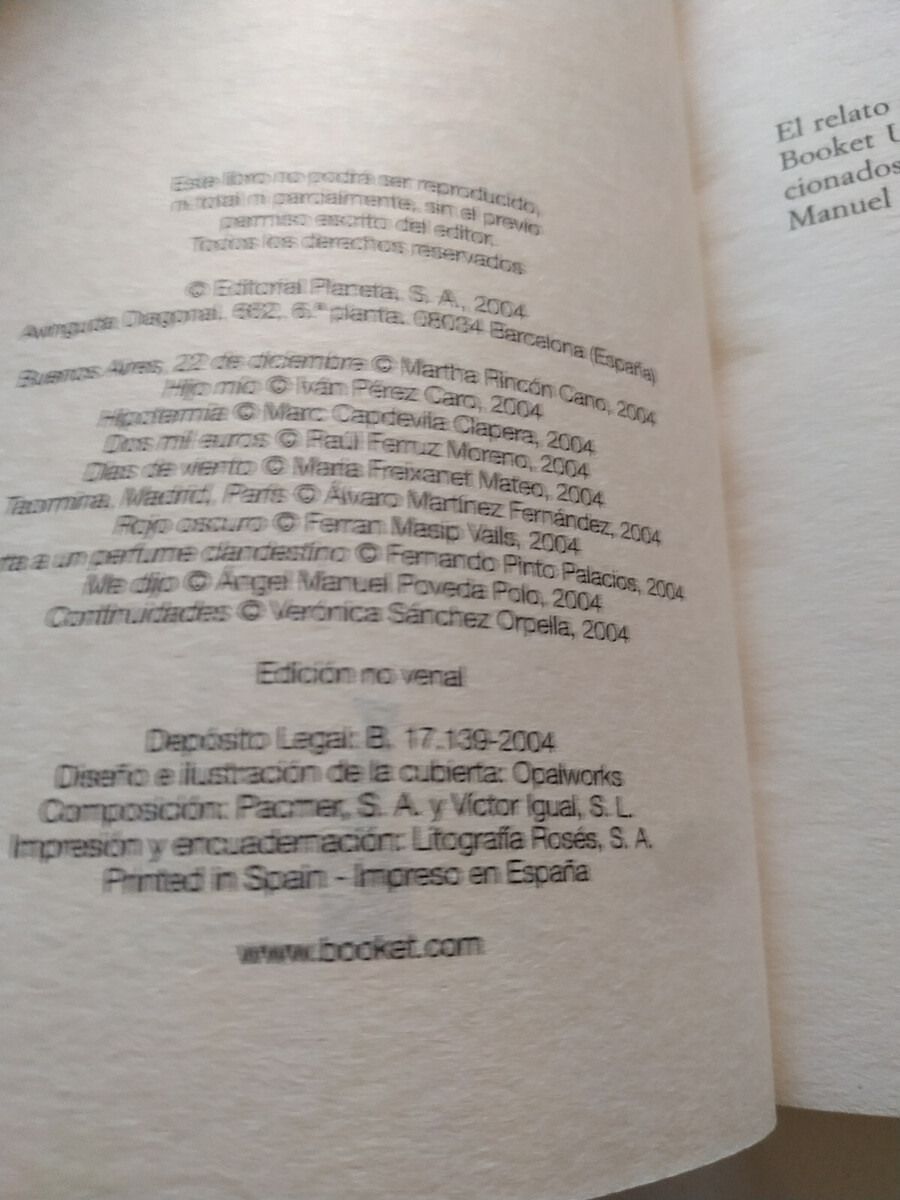 Este libro no podrá ser reproducido,
ni total ni parcialmente, sin el previo
permiso escrito del editor.
Todos los derechos reservados
© Editorial Planeta, S. A., 2004
Avinguda Diagonal, 662, 6.ª planta. 08034 Barcelona (España)
Buenos Aires, 22 de diciembre © Martha Rincón Cano, 2004
Hijo mío © Iván Pérez Caro, 2004
Hipotermia © Marc Capdevila Clapera, 2004
Dos mil euros © Raúl Ferruz Moreno, 2004
Días de viento © María Freixanet Mateo, 2004
Taormina, Madrid, París © Álvaro Martínez Fernández, 2004
Rojo oscuro © Ferran Masip Valls, 2004
a un perfume clandestino © Fernando Pinto Palacios, 2004
Me dijo © Ángel Manuel Poveda Polo, 2004
Continuidades © Verónica Sánchez Orpella, 2004
Edición no venal
Depósito Legal: B. 17.139-2004
Diseño e ilustración de la cubierta: Opalworks
Composición: Pacmer, S. A. y Víctor Igual, S. L.
Impresión y encuadernación: Litografía Rosés, S. A.
Printed in Spain - Impreso en España
www.booket.com
El relato
Booket
cionados
Manuel